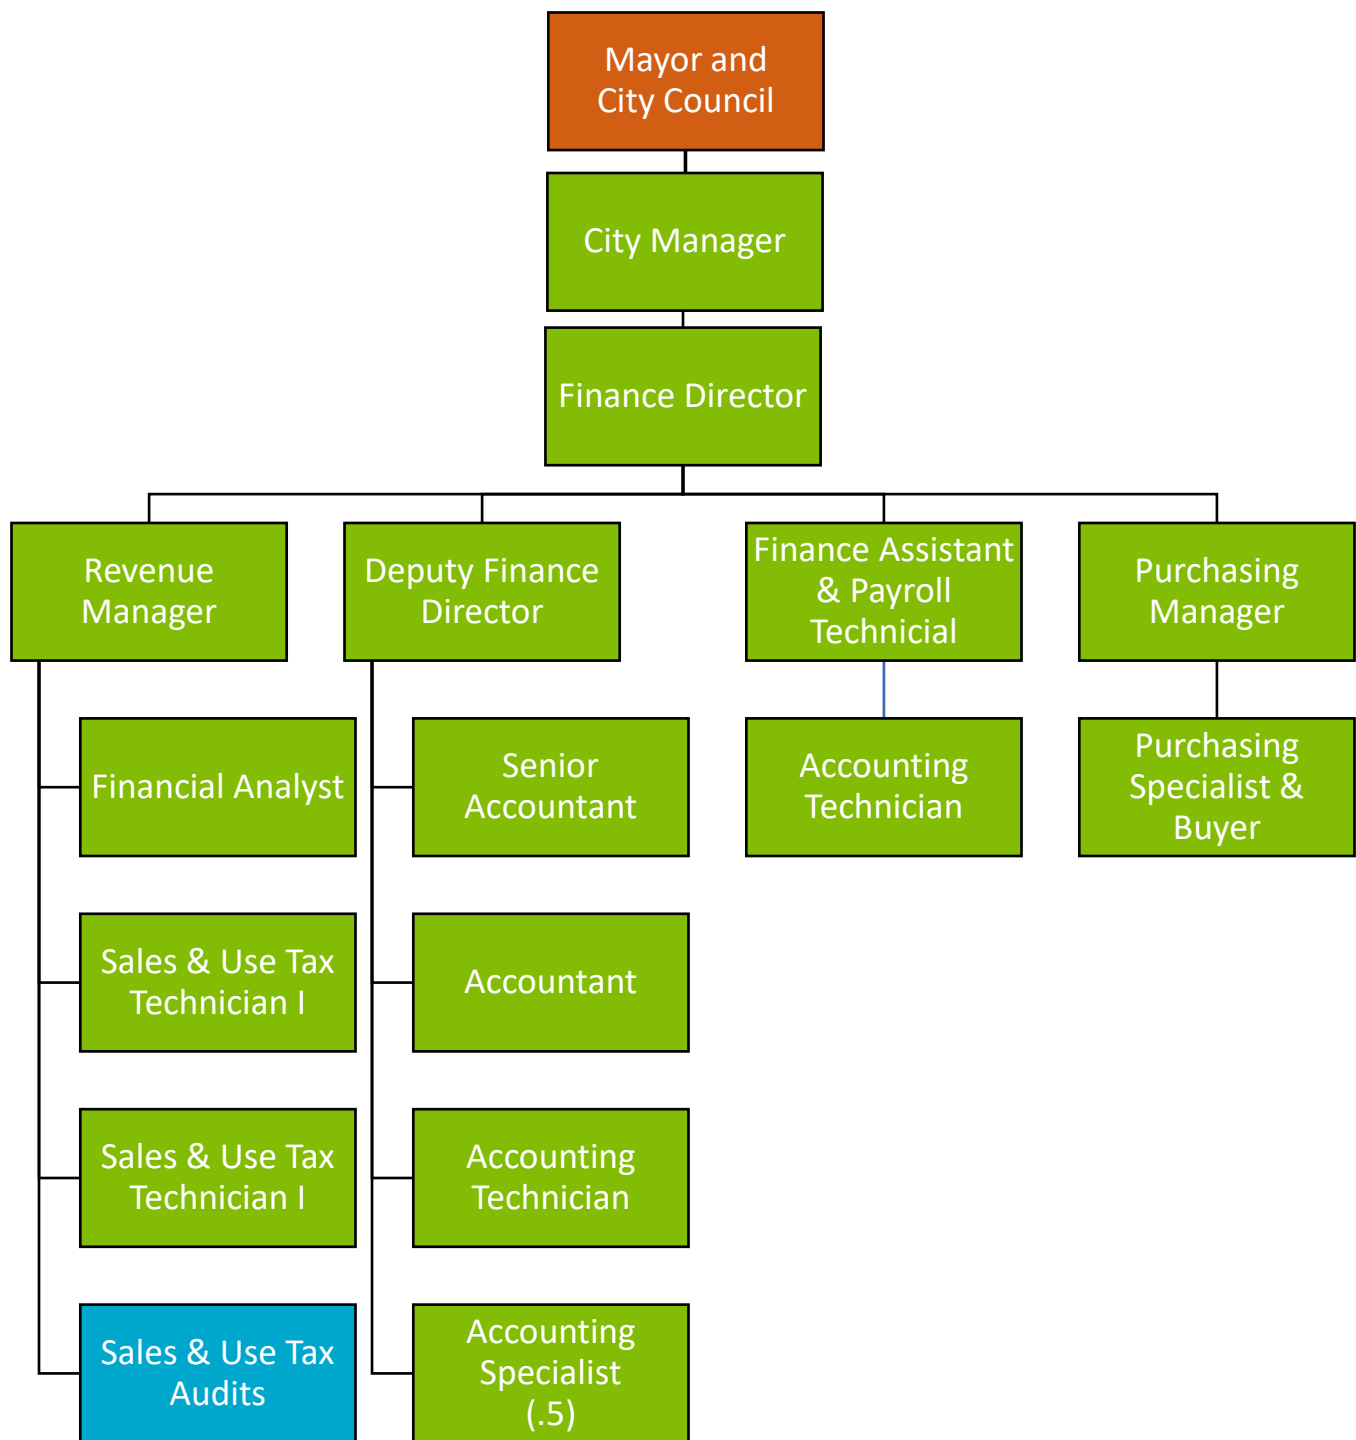 Mayor and
City Council
City Manager
Finance Director
Revenue
Manager
Deputy Finance
Director
Finance Assistant
& Payroll
Technicial
Purchasing
Manager
Financial Analyst
Senior
Accountant
Accounting
Technician
Purchasing
Specialist &
Buyer
Sales & Use Tax
Technician I
Accountant
Sales & Use Tax
Technician I
Accounting
Technician
Sales & Use Tax
Audits
Accounting
Specialist
(.5)